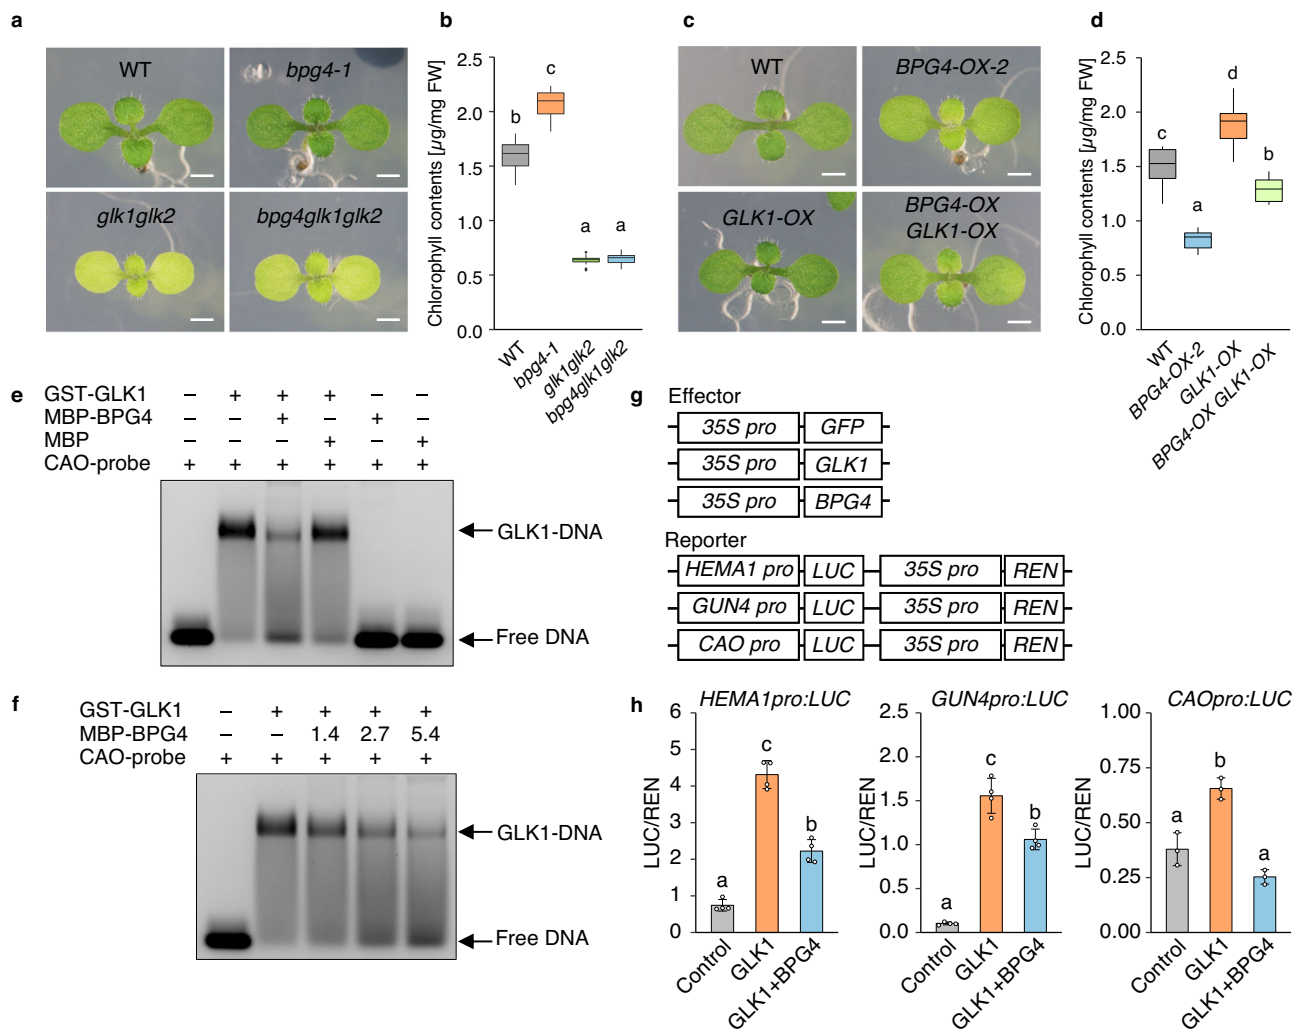 a
WT
bpg4-1
glk1glk2
bpg4glk1glk2
b
Chlorophyll contents [µg/mg FW]
2.5
2.0
1.5
1.0
0.5
0.0
b
c
a
a
WT
bpg4-1
glk1glk2
bpg4glk1glk2
c
WT
BPG4-OX-2
GLK1-OX
BPG4-OX
GLK1-OX
d
Chlorophyll contents [µg/mg FW]
2.5
2.0
1.5
1.0
0.5
0.0
c
a
d
b
WT
BPG4-OX-2
GLK1-OX
BPG4-OX GLK1-OX
e
GST-GLK1 – + + + – –
MBP-BPG4 – – + – + –
MBP – – – + – +
CAO-probe + + + + + +
GLK1-DNA
Free DNA
f
GST-GLK1 – + + + +
MBP-BPG4 – – 1.4 2.7 5.4
CAO-probe + + + + +
GLK1-DNA
Free DNA
g
Effector
35S pro GFP
35S pro GLK1
35S pro BPG4
Reporter
HEMA1 pro LUC 35S pro REN
GUN4 pro LUC 35S pro REN
CAO pro LUC 35S pro REN
h
HEMA1pro:LUC
LUC/REN
6
5
4
3
2
1
0
a
c
b
Control
GLK1
GLK1+BPG4
GUN4pro:LUC
LUC/REN
2.5
2.0
1.5
1.0
0.5
0.0
a
c
b
Control
GLK1
GLK1+BPG4
CAOpro:LUC
LUC/REN
1.00
0.75
0.50
0.25
0.00
a
b
a
Control
GLK1
GLK1+BPG4